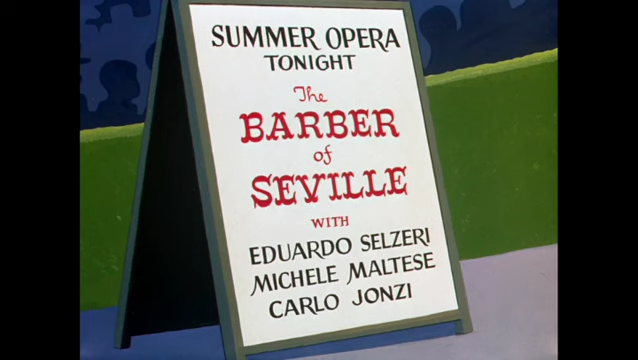 SUMMER OPERA
TONIGHT
The
BARBER
of
SEVILLE
WITH
EDUARDO SELZERI
MICHELE MALTESE
CARLO JONZI